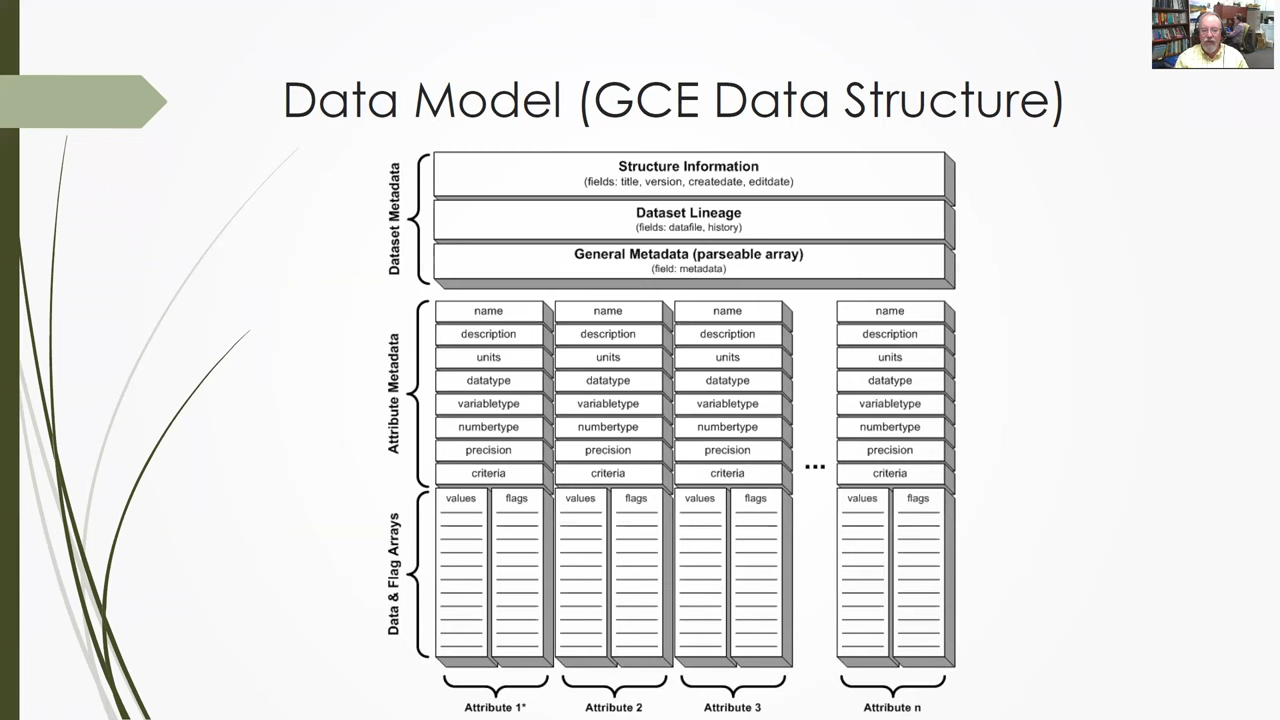 Data Model (GCE Data Structure)
Dataset Metadata
Structure Information
(fields: title, version, createdate, editdate)
Dataset Lineage
(fields: datafile, history)
General Metadata (parseable array)
(field: metadata)
Attribute Metadata
name name name name
description description description description
units units units units
datatype datatype datatype datatype
variabletype variabletype variabletype variabletype
numbertype numbertype numbertype numbertype
precision precision precision ... precision
criteria criteria criteria criteria
Data & Flag Arrays
values flags values flags values flags values flags
Attribute 1* Attribute 2 Attribute 3 Attribute n